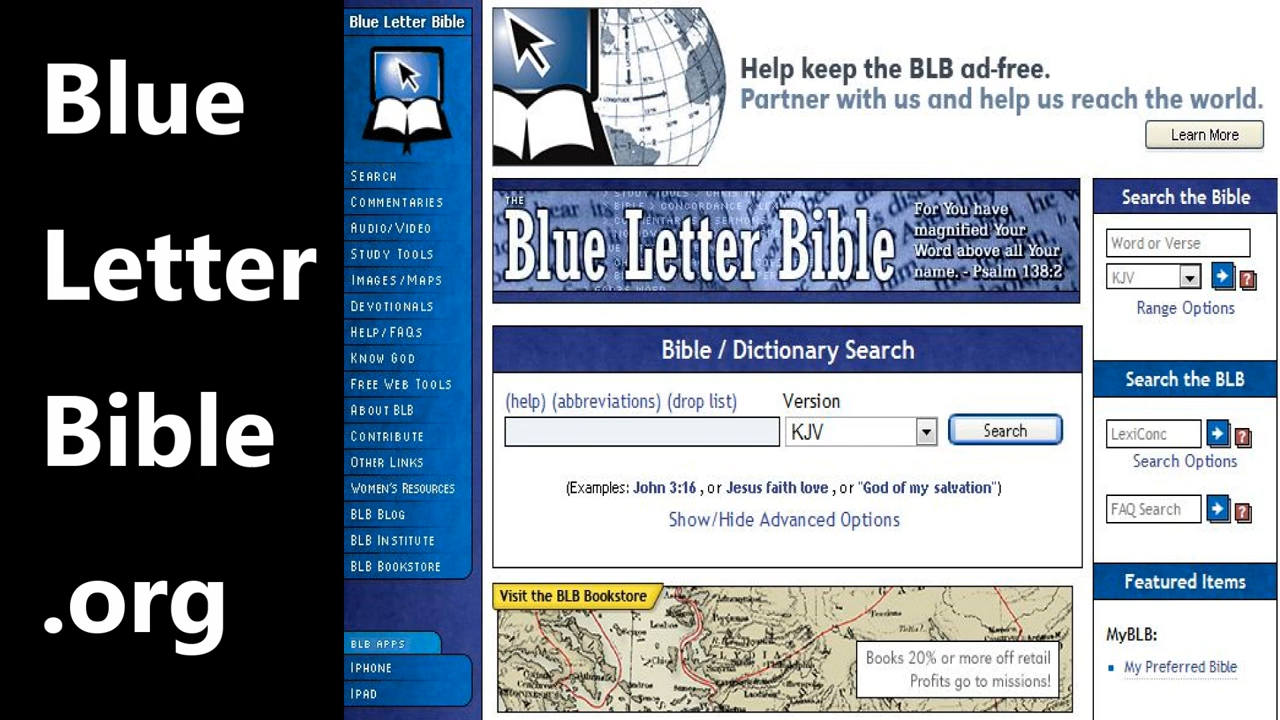 Blue
Letter
Bible
.org
Blue Letter Bible
SEARCH
COMMENTARIES
AUDIO/VIDEO
STUDY TOOLS
IMAGES/MAPS
DEVOTIONALS
HELP/FAQS
KNOW GOD
FREE WEB TOOLS
ABOUT BLB
CONTRIBUTE
OTHER LINKS
WOMEN'S RESOURCES
BLB BLOG
BLB INSTITUTE
BLB BOOKSTORE
BLB APPS
IPHONE
IPAD
Help keep the BLB ad-free.
Partner with us and help us reach the world.
Learn More
THE
Blue Letter Bible
For You have
magnified Your
Word above all Your
name. - Psalm 138:2
Bible / Dictionary Search
(help) (abbreviations) (drop list) Version
KJV Search
(Examples: John 3:16 , or Jesus faith love , or "God of my salvation")
Show/Hide Advanced Options
Visit the BLB Bookstore
Books 20% or more off retail
Profits go to missions!
Search the Bible
Word or Verse
KJV ?
Range Options
Search the BLB
LexiConc ?
Search Options
FAQ Search ?
Featured Items
MyBLB:
My Preferred Bible